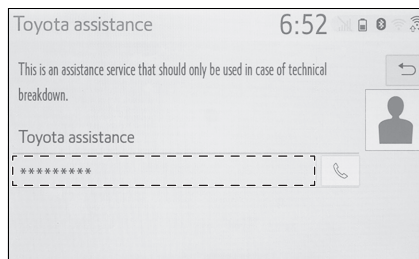 Toyota assistance 6:52
This is an assistance service that should only be used in case of technical
breakdown.
Toyota assistance
*********